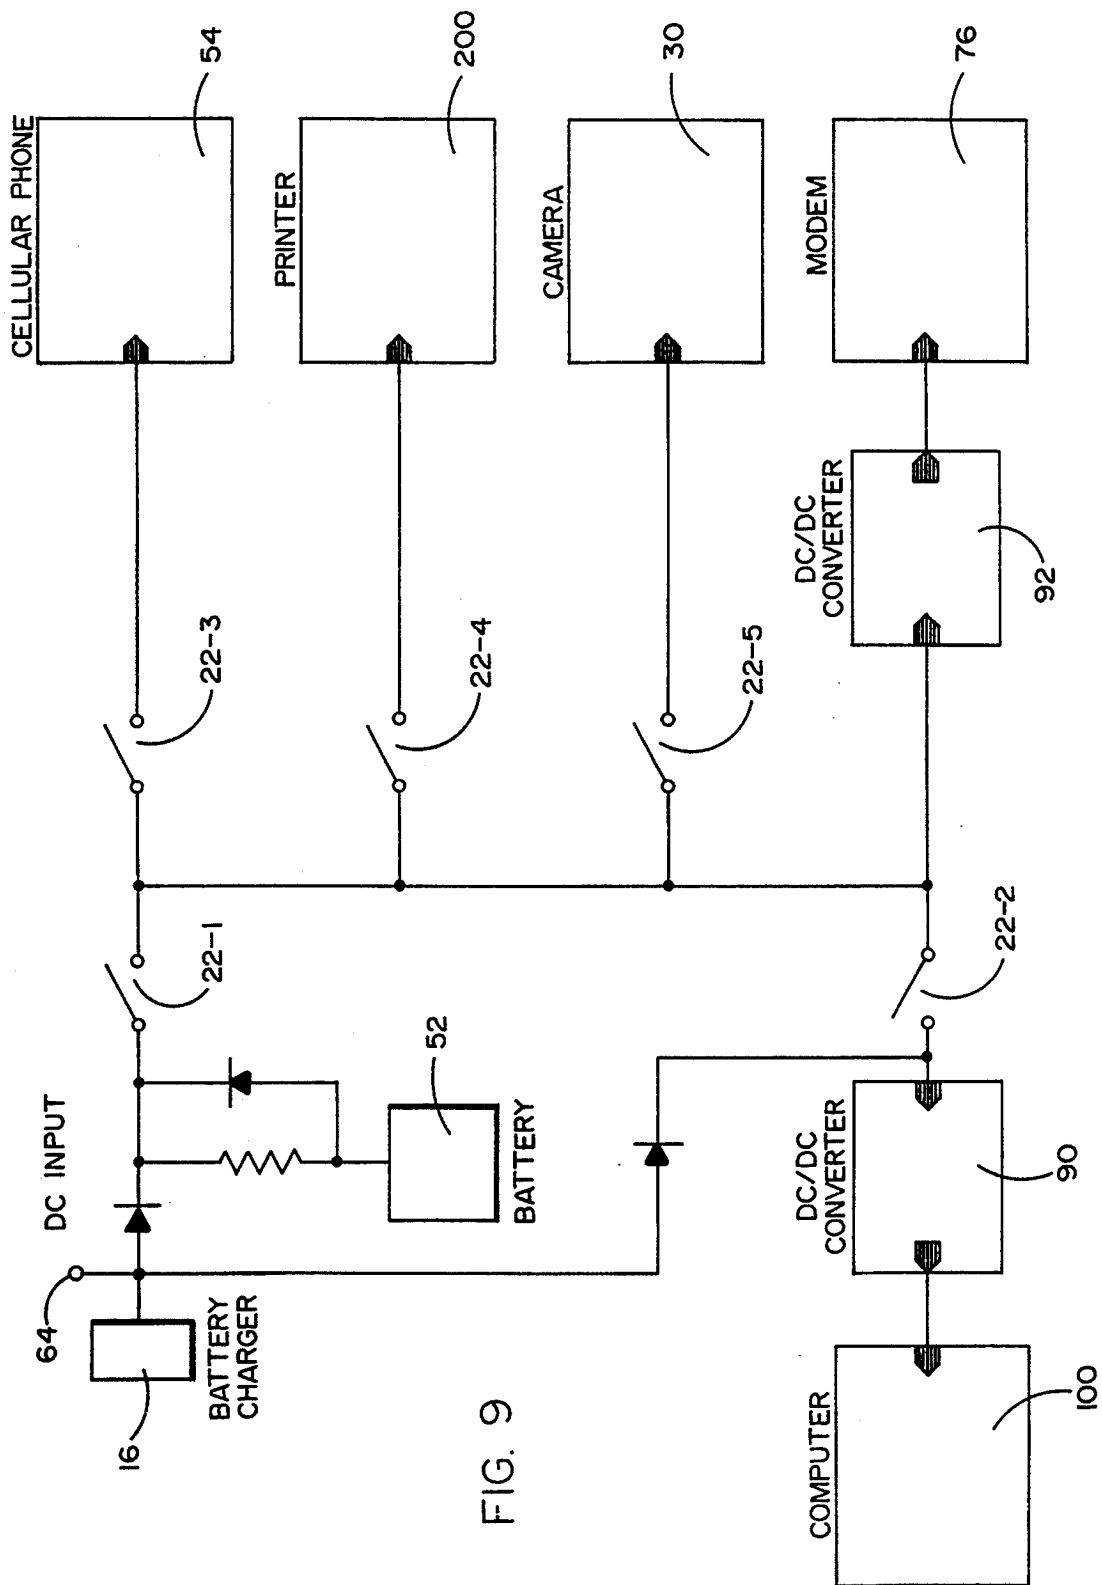 CELLULAR PHONE
54
PRINTER
200
CAMERA
30
MODEM
76
DC/DC
CONVERTER
92
22-3
22-4
22-5
22-1
22-2
DC INPUT
64
BATTERY
CHARGER
16
52
BATTERY
DC/DC
CONVERTER
90
COMPUTER
100
FIG. 9